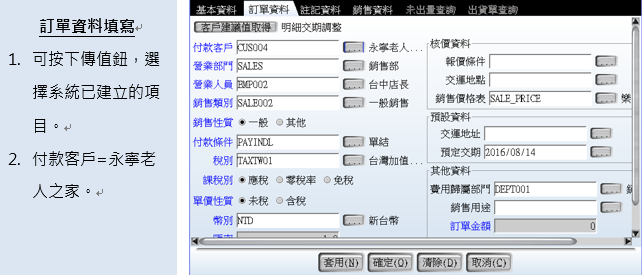 訂單資料填寫
1. 可按下傳值鈕，選
擇系統已建立的項
目。
2. 付款客戶=永寧老
人之家。
基本資料 訂單資料 註記資料 銷售資料 未出量查詢 出貨單查詢
客戶建議值取得 明細交期調整
付款客戶 CUS004 ... 永寧老人...
營業部門 SALES ... 銷售部
營業人員 EMP002 ... 台中店長
銷售類別 SALE002 ... 一般銷售
銷售性質 一般 其他
付款條件 PAYINDL ... 單結
稅別 TAXTW01 ... 台灣加值...
課稅別 應稅 零稅率 免稅
單價性質 未稅 含稅
幣別 NTD ... 新台幣
核價資料
報價條件 ...
交運地點 ...
銷售價格表 SALE_PRICE ...
預設資料
交運地址 ...
預定交期 2016/08/14 ...
其他資料
費用歸屬部門 DEPT001 ...
銷售用途 ...
訂單金額 0
套用(N) 確定(O) 清除(D) 取消(C)